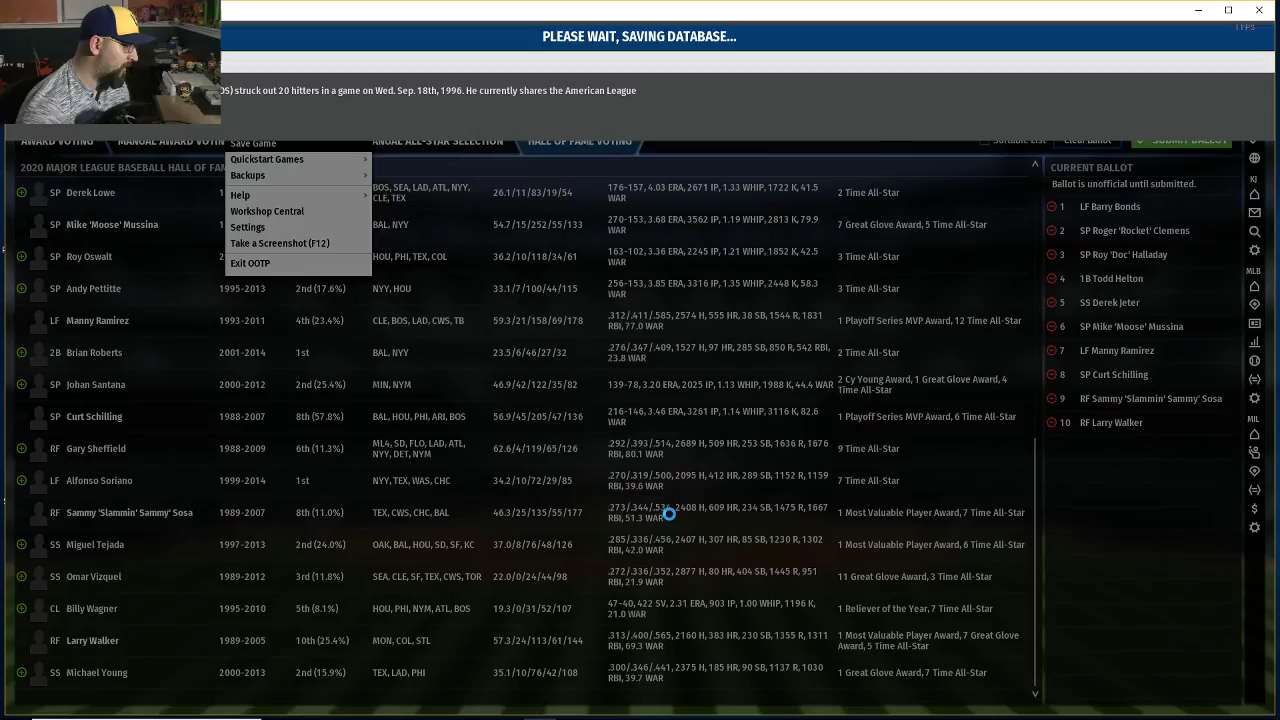 1 FPS
PLEASE WAIT, SAVING DATABASE...
struck out 20 hitters in a game on Wed. Sep. 18th, 1996. He currently shares the American League
AWARD VOTING MANUAL AWARD HALL OF FAME VOTING Clear Ballot SUBMIT BALLOT
Save Game
Quickstart Games
Backups
Help
Workshop Central
Settings
Take a Screenshot (F12)
Exit OOTP
2020 MAJOR LEAGUE BASEBALL HALL OF
SP Derek Lowe BOS, SEA, LAD, ATL, NYY, CLE, TEX 26.1/11/83/19/54 176-157, 4.03 ERA, 2671 IP, 1.33 WHIP, 1722 K, 41.5 WAR 2 Time All-Star
SP Mike 'Moose' Mussina BAL, NYY 54.7/15/252/55/133 270-153, 3.68 ERA, 3562 IP, 1.19 WHIP, 2813 K, 79.9 WAR 7 Great Glove Award, 5 Time All-Star
SP Roy Oswalt HOU, PHI, TEX, COL 36.2/10/118/34/61 163-102, 3.36 ERA, 2245 IP, 1.21 WHIP, 1852 K, 42.5 WAR 3 Time All-Star
SP Andy Pettitte 1995-2013 2nd (17.6%) NYY, HOU 33.1/7/100/44/115 256-153, 3.85 ERA, 3316 IP, 1.35 WHIP, 2448 K, 58.3 WAR 3 Time All-Star
LF Manny Ramirez 1993-2011 4th (23.4%) CLE, BOS, LAD, CWS, TB 59.3/21/158/69/178 .312/.411/.585, 2574 H, 555 HR, 38 SB, 1544 R, 1831 RBI, 77.0 WAR 1 Playoff Series MVP Award, 12 Time All-Star
2B Brian Roberts 2001-2014 1st BAL, NYY 23.5/6/46/27/32 .276/.347/.409, 1527 H, 97 HR, 285 SB, 850 R, 542 RBI, 23.8 WAR 2 Time All-Star
SP Johan Santana 2000-2012 2nd (25.4%) MIN, NYM 46.9/42/122/35/82 139-78, 3.20 ERA, 2025 IP, 1.13 WHIP, 1988 K, 44.4 WAR 2 Cy Young Award, 1 Great Glove Award, 4 Time All-Star
SP Curt Schilling 1988-2007 8th (57.8%) BAL, HOU, PHI, ARI, BOS 56.9/45/205/47/136 216-146, 3.46 ERA, 3261 IP, 1.14 WHIP, 3116 K, 82.6 WAR 1 Playoff Series MVP Award, 6 Time All-Star
RF Gary Sheffield 1988-2009 6th (11.3%) ML4, SD, FLO, LAD, ATL, NYY, DET, NYM 62.6/4/119/65/126 .292/.393/.514, 2689 H, 509 HR, 253 SB, 1636 R, 1676 RBI, 80.1 WAR 9 Time All-Star
LF Alfonso Soriano 1999-2014 1st NYY, TEX, WAS, CHC 34.2/10/72/29/85 .270/.319/.500, 2095 H, 412 HR, 289 SB, 1152 R, 1159 RBI, 39.6 WAR 7 Time All-Star
RF Sammy 'Slammin' Sammy' Sosa 1989-2007 8th (11.0%) TEX, CWS, CHC, BAL 46.3/25/135/55/177 2408 H, 609 HR, 234 SB, 1475 R, 1667 RBI, 51.3 WAR 1 Most Valuable Player Award, 7 Time All-Star
SS Miguel Tejada 1997-2013 2nd (24.0%) OAK, BAL, HOU, SD, SF, KC 37.0/8/76/48/126 .285/.336/.456, 2407 H, 307 HR, 85 SB, 1230 R, 1302 RBI, 42.0 WAR 1 Most Valuable Player Award, 6 Time All-Star
SS Omar Vizquel 1989-2012 3rd (11.8%) SEA, CLE, SF, TEX, CWS, TOR 22.0/0/24/44/98 .272/.336/.352, 2877 H, 80 HR, 404 SB, 1445 R, 951 RBI, 21.9 WAR 11 Great Glove Award, 3 Time All-Star
CL Billy Wagner 1995-2010 5th (8.1%) HOU, PHI, NYM, ATL, BOS 19.3/0/31/52/107 47-40, 422 SV, 2.31 ERA, 903 IP, 1.00 WHIP, 1196 K, 21.0 WAR 1 Reliever of the Year, 7 Time All-Star
RF Larry Walker 1989-2005 10th (25.4%) MON, COL, STL 57.3/24/113/61/144 .313/.400/.565, 2160 H, 383 HR, 230 SB, 1355 R, 1311 RBI, 69.3 WAR 1 Most Valuable Player Award, 7 Great Glove Award, 5 Time All-Star
SS Michael Young 2000-2013 2nd (15.9%) TEX, LAD, PHI 35.1/10/76/42/108 .300/.346/.441, 2375 H, 185 HR, 90 SB, 1137 R, 1030 RBI, 39.7 WAR 1 Great Glove Award, 7 Time All-Star
CURRENT BALLOT
Ballot is unofficial until submitted.
1 LF Barry Bonds
2 SP Roger 'Rocket' Clemens
3 SP Roy 'Doc' Halladay
4 1B Todd Helton
5 SS Derek Jeter
6 SP Mike 'Moose' Mussina
7 LF Manny Ramirez
8 SP Curt Schilling
9 RF Sammy 'Slammin' Sammy' Sosa
10 RF Larry Walker
KJ
MLB
MIL